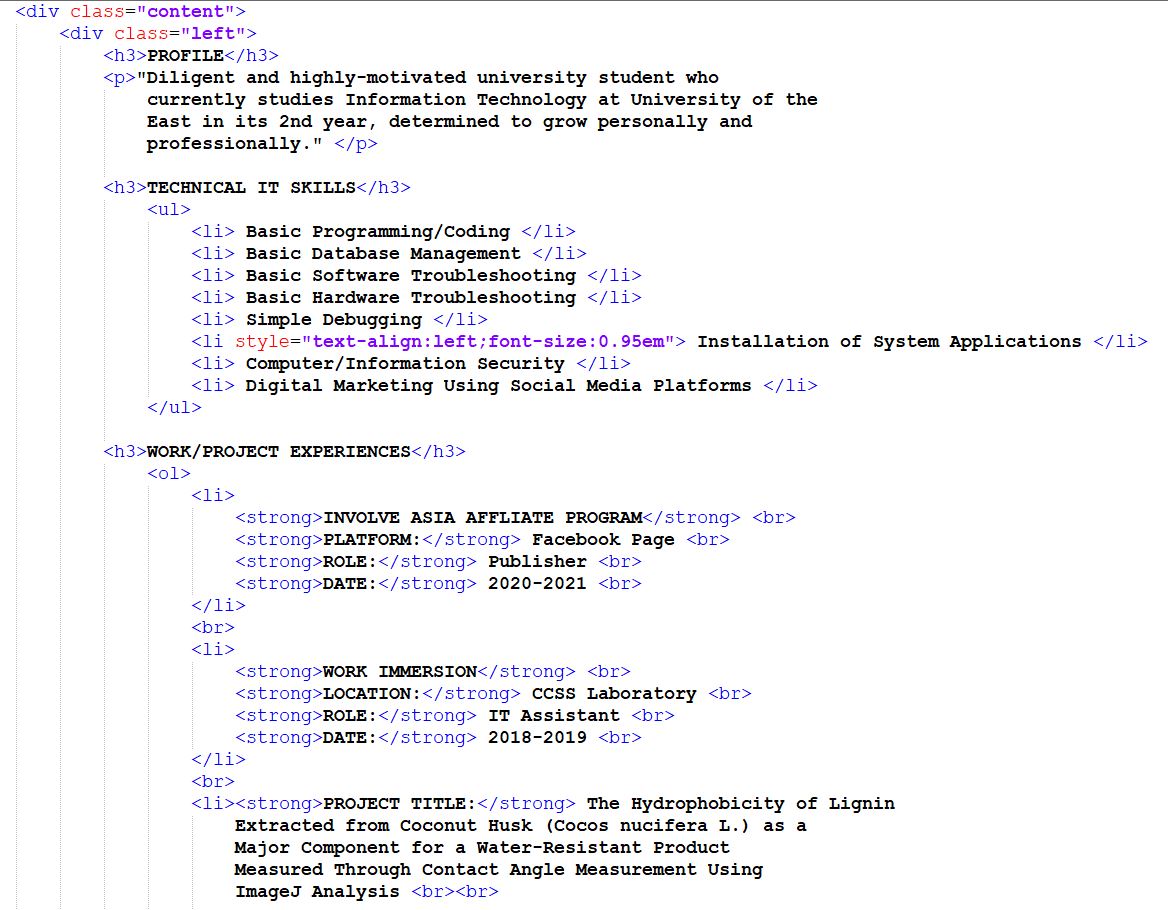 <div class="content">
<div class="left">
<h3>PROFILE</h3>
<p>"Diligent and highly-motivated university student who
currently studies Information Technology at University of the
East in its 2nd year, determined to grow personally and
professionally." </p>
<h3>TECHNICAL IT SKILLS</h3>
<ul>
<li> Basic Programming/Coding </li>
<li> Basic Database Management </li>
<li> Basic Software Troubleshooting </li>
<li> Basic Hardware Troubleshooting </li>
<li> Simple Debugging </li>
<li style="text-align:left;font-size:0.95em"> Installation of System Applications </li>
<li> Computer/Information Security </li>
<li> Digital Marketing Using Social Media Platforms </li>
</ul>
<h3>WORK/PROJECT EXPERIENCES</h3>
<ol>
<li>
<strong>INVOLVE ASIA AFFLIATE PROGRAM</strong> <br>
<strong>PLATFORM:</strong> Facebook Page <br>
<strong>ROLE:</strong> Publisher <br>
<strong>DATE:</strong> 2020-2021 <br>
</li>
<br>
<li>
<strong>WORK IMMERSION</strong> <br>
<strong>LOCATION:</strong> CCSS Laboratory <br>
<strong>ROLE:</strong> IT Assistant <br>
<strong>DATE:</strong> 2018-2019 <br>
</li>
<br>
<li><strong>PROJECT TITLE:</strong> The Hydrophobicity of Lignin
Extracted from Coconut Husk (Cocos nucifera L.) as a
Major Component for a Water-Resistant Product
Measured Through Contact Angle Measurement Using
ImageJ Analysis <br><br>